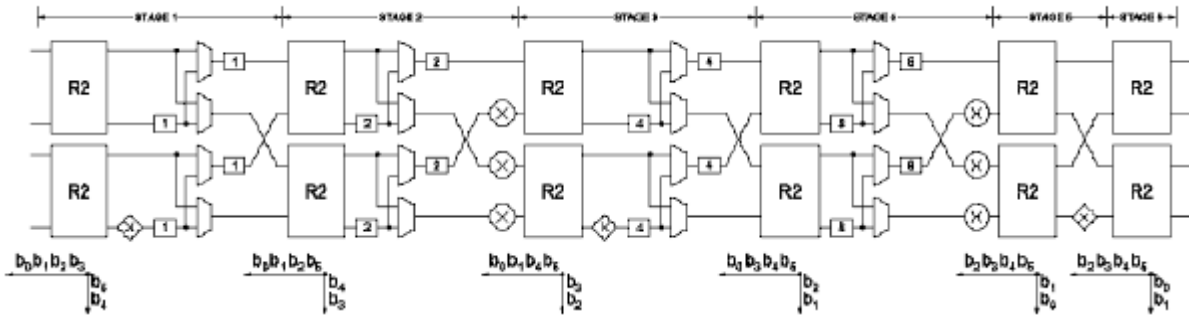 STAGE 1 STAGE 2 STAGE 3 STAGE 4 STAGE 5 STAGE 6
1 2 4 8
R2 R2 R2 R2 R2 R2
1 2 4 8
1 2 4 8
R2 R2 R2 R2 R2 R2
1 2 4 8
b0b1b2b3 b0b1b2b5 b0b1b4b5 b0b3b4b5 b2b3b4b5 b2b3b4b5
b5 b4 b3 b2 b1 b0
b4 b3 b2 b1 b0 b1